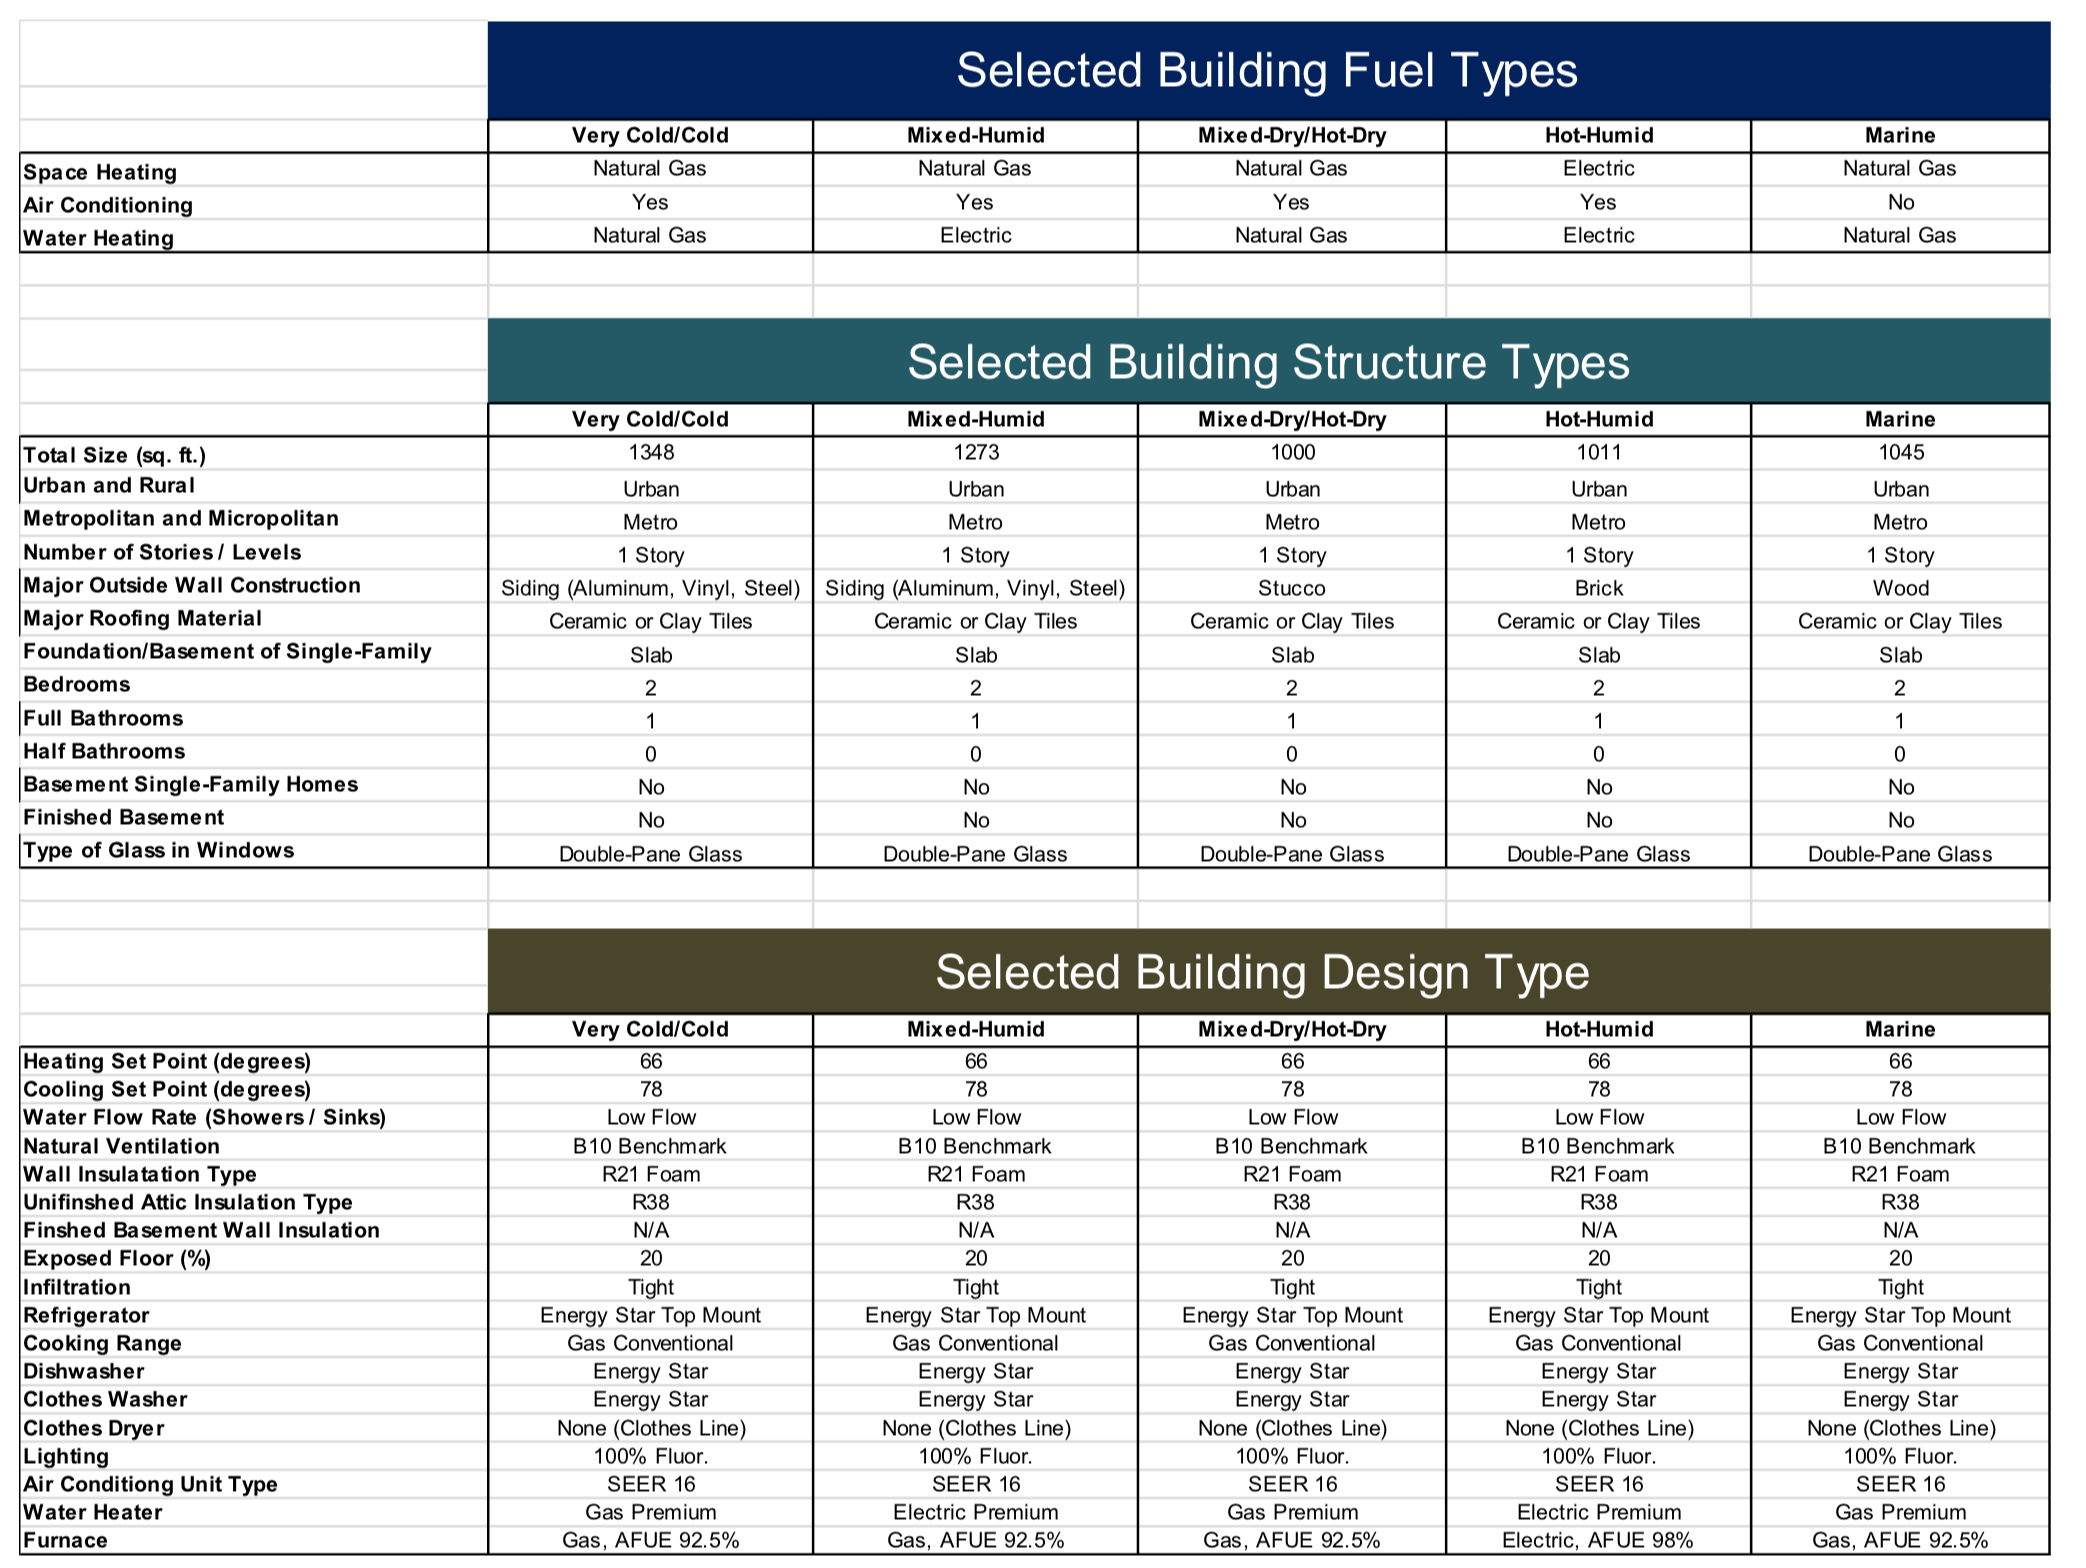 Selected Building Fuel Types
Very Cold/Cold Mixed-Humid Mixed-Dry/Hot-Dry Hot-Humid Marine
Space Heating Natural Gas Natural Gas Natural Gas Electric Natural Gas
Air Conditioning Yes Yes Yes Yes No
Water Heating Natural Gas Electric Natural Gas Electric Natural Gas
Selected Building Structure Types
Very Cold/Cold Mixed-Humid Mixed-Dry/Hot-Dry Hot-Humid Marine
Total Size (sq. ft.) 1348 1273 1000 1011 1045
Urban and Rural Urban Urban Urban Urban Urban
Metropolitan and Micropolitan Metro Metro Metro Metro Metro
Number of Stories / Levels 1 Story 1 Story 1 Story 1 Story 1 Story
Major Outside Wall Construction Siding (Aluminum, Vinyl, Steel) Siding (Aluminum, Vinyl, Steel) Stucco Brick Wood
Major Roofing Material Ceramic or Clay Tiles Ceramic or Clay Tiles Ceramic or Clay Tiles Ceramic or Clay Tiles Ceramic or Clay Tiles
Foundation/Basement of Single-Family Slab Slab Slab Slab Slab
Bedrooms 2 2 2 2 2
Full Bathrooms 1 1 1 1 1
Half Bathrooms 0 0 0 0 0
Basement Single-Family Homes No No No No No
Finished Basement No No No No No
Type of Glass in Windows Double-Pane Glass Double-Pane Glass Double-Pane Glass Double-Pane Glass Double-Pane Glass
Selected Building Design Type
Very Cold/Cold Mixed-Humid Mixed-Dry/Hot-Dry Hot-Humid Marine
Heating Set Point (degrees) 66 66 66 66 66
Cooling Set Point (degrees) 78 78 78 78 78
Water Flow Rate (Showers / Sinks) Low Flow Low Flow Low Flow Low Flow Low Flow
Natural Ventilation B10 Benchmark B10 Benchmark B10 Benchmark B10 Benchmark B10 Benchmark
Wall Insulatation Type R21 Foam R21 Foam R21 Foam R21 Foam R21 Foam
Unifinshed Attic Insulation Type R38 R38 R38 R38 R38
Finshed Basement Wall Insulation N/A N/A N/A N/A N/A
Exposed Floor (%) 20 20 20 20 20
Infiltration Tight Tight Tight Tight Tight
Refrigerator Energy Star Top Mount Energy Star Top Mount Energy Star Top Mount Energy Star Top Mount Energy Star Top Mount
Cooking Range Gas Conventional Gas Conventional Gas Conventional Gas Conventional Gas Conventional
Dishwasher Energy Star Energy Star Energy Star Energy Star Energy Star
Clothes Washer Energy Star Energy Star Energy Star Energy Star Energy Star
Clothes Dryer None (Clothes Line) None (Clothes Line) None (Clothes Line) None (Clothes Line) None (Clothes Line)
Lighting 100% Fluor. 100% Fluor. 100% Fluor. 100% Fluor. 100% Fluor.
Air Conditiong Unit Type SEER 16 SEER 16 SEER 16 SEER 16 SEER 16
Water Heater Gas Premium Electric Premium Gas Premium Electric Premium Gas Premium
Furnace Gas, AFUE 92.5% Gas, AFUE 92.5% Gas, AFUE 92.5% Electric, AFUE 98% Gas, AFUE 92.5%